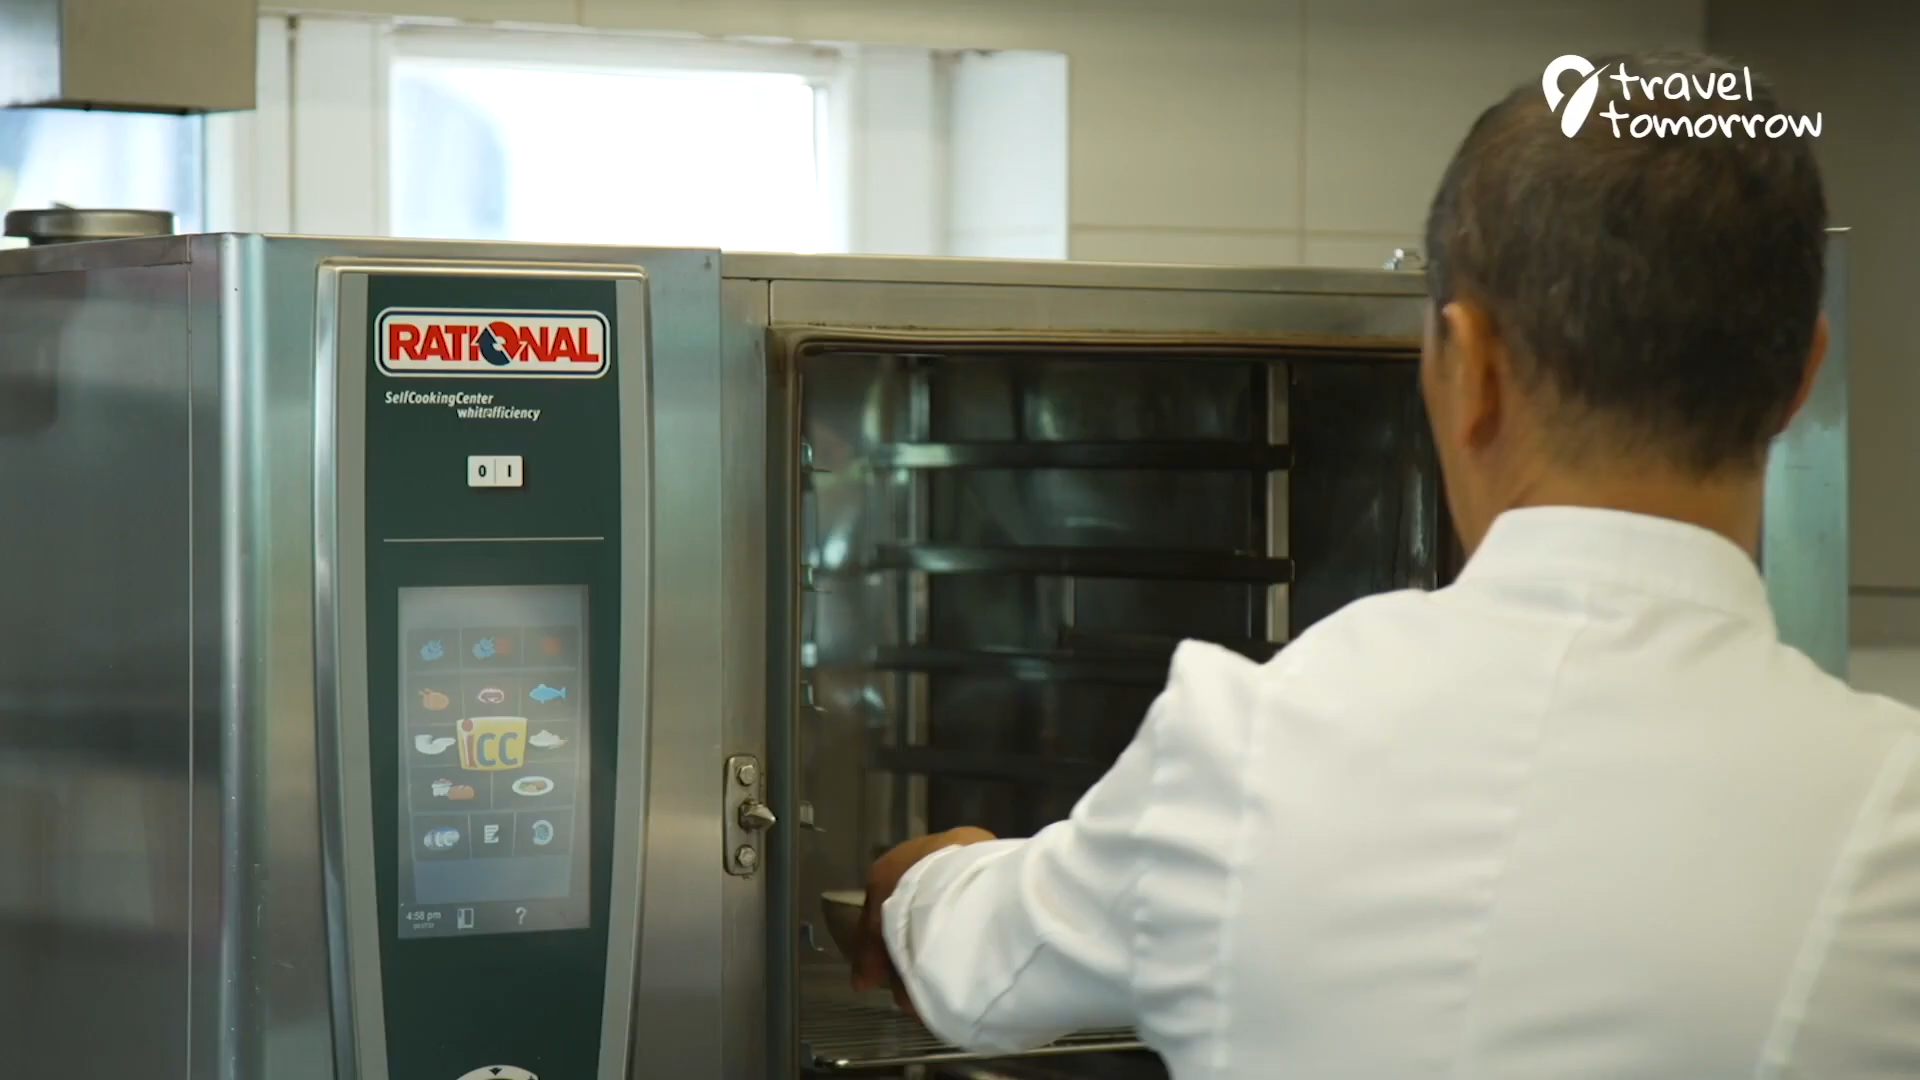 travel
tomorrow
RATIONAL
SelfCookingCenter
whitefficiency
0 I
icc
4:58 pm
?